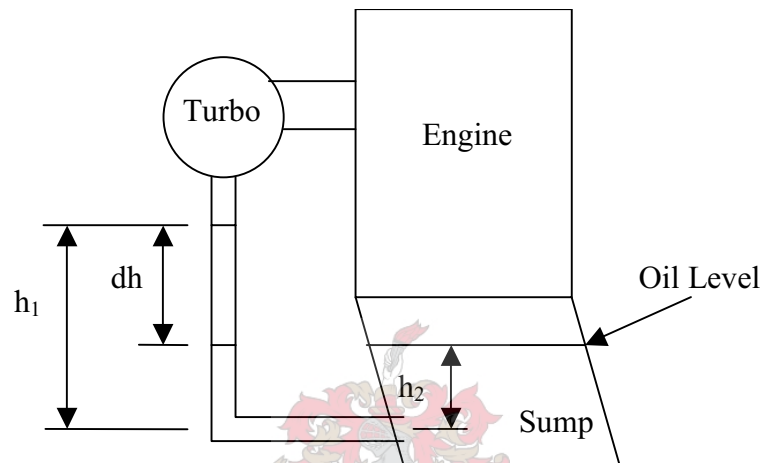 Turbo
Engine
dh
h₁
Oil Level
h₂
Sump